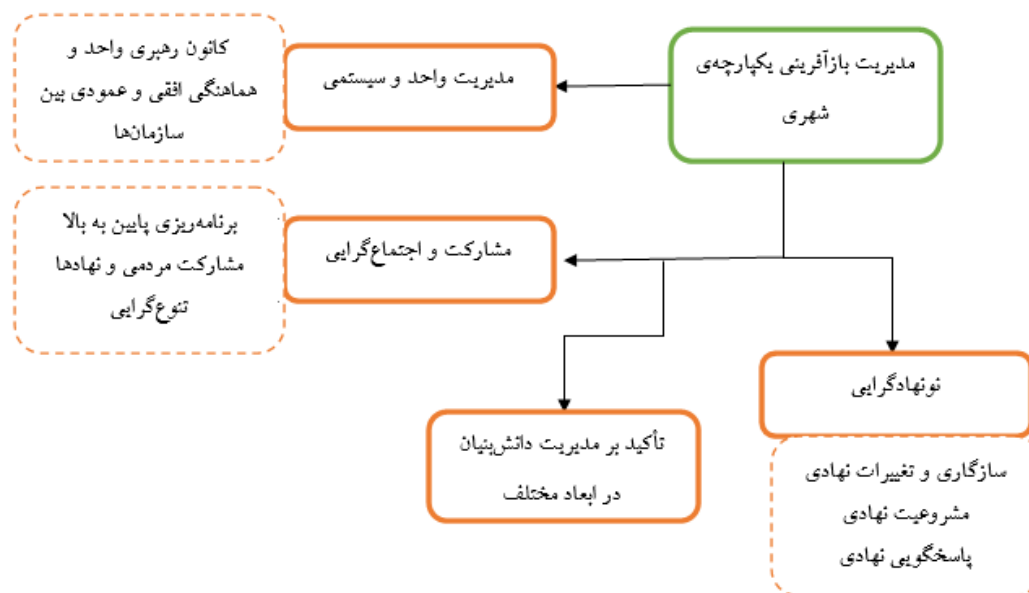 مدیریت بازآفرینی یکپارچه‌ی
شهری
مدیریت واحد و سیستمی
کانون رهبری واحد و
هماهنگی افقی و عمودی بین
سازمان‌ها
مشارکت و اجتماع‌گرایی
برنامه‌ریزی پایین به بالا
مشارکت مردمی و نهادها
تنوع‌گرایی
نونهادگرایی
سازگاری و تغییرات نهادی
مشروعیت نهادی
پاسخگویی نهادی
تأکید بر مدیریت دانش‌بنیان
در ابعاد مختلف